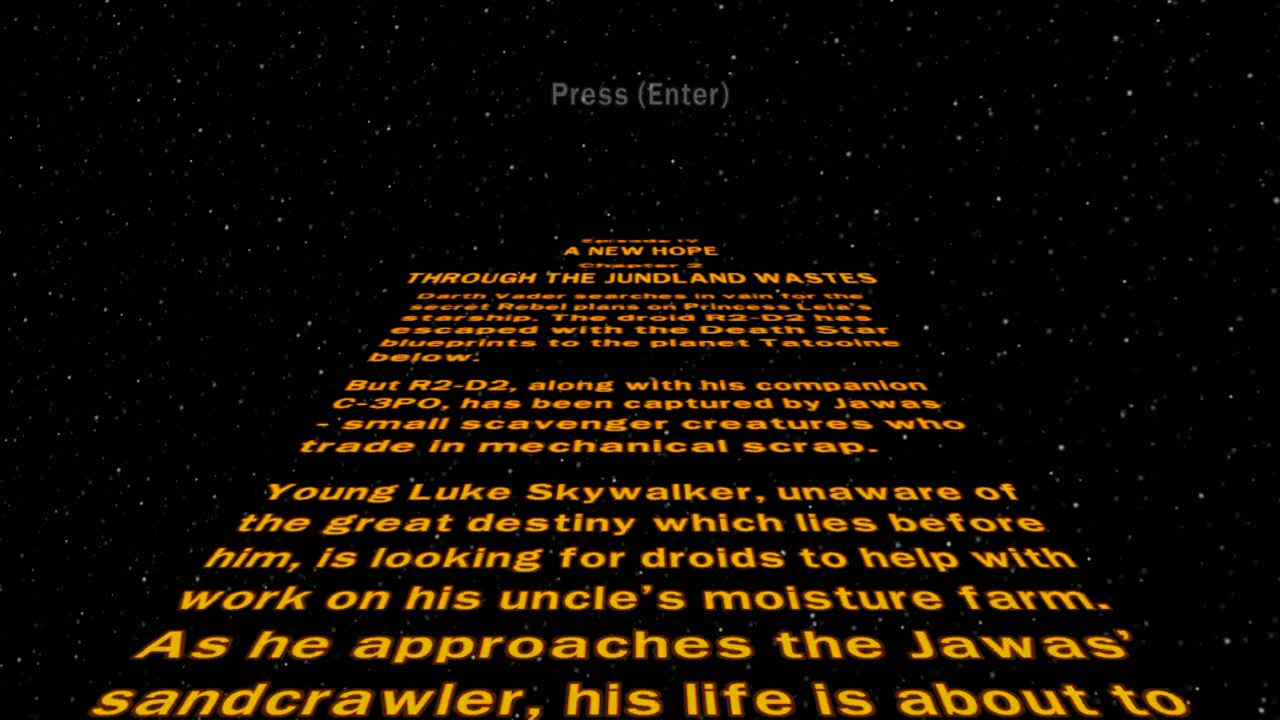 Press (Enter)
Episode IV
A NEW HOPE
Chapter 2
THROUGH THE JUNDLAND WASTES
Darth Vader searches in vain for the
secret Rebel plans on Princess Leia's
starship. The droid R2-D2 has
escaped with the Death Star
blueprints to the planet Tatooine
below.
But R2-D2, along with his companion
C-3PO, has been captured by Jawas
- small scavenger creatures who
trade in mechanical scrap.
Young Luke Skywalker, unaware of
the great destiny which lies before
him, is looking for droids to help with
work on his uncle's moisture farm.
As he approaches the Jawas'
sandcrawler, his life is about to